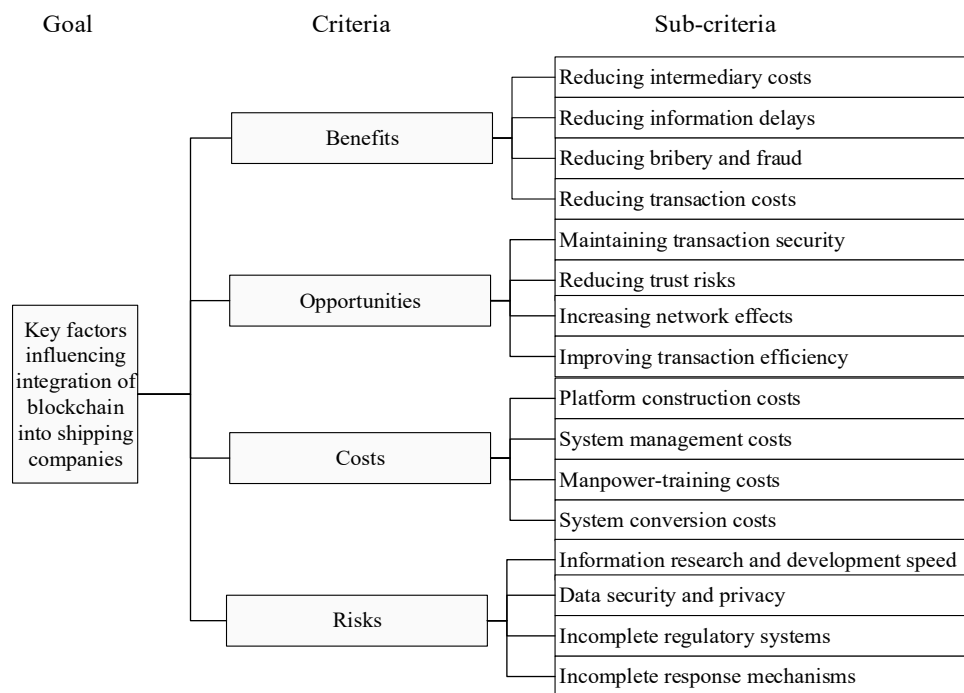 Goal
Criteria
Sub-criteria
Key factors
influencing
integration of
blockchain
into shipping
companies
Benefits
Reducing intermediary costs
Reducing information delays
Reducing bribery and fraud
Reducing transaction costs
Opportunities
Maintaining transaction security
Reducing trust risks
Increasing network effects
Improving transaction efficiency
Costs
Platform construction costs
System management costs
Manpower-training costs
System conversion costs
Risks
Information research and development speed
Data security and privacy
Incomplete regulatory systems
Incomplete response mechanisms